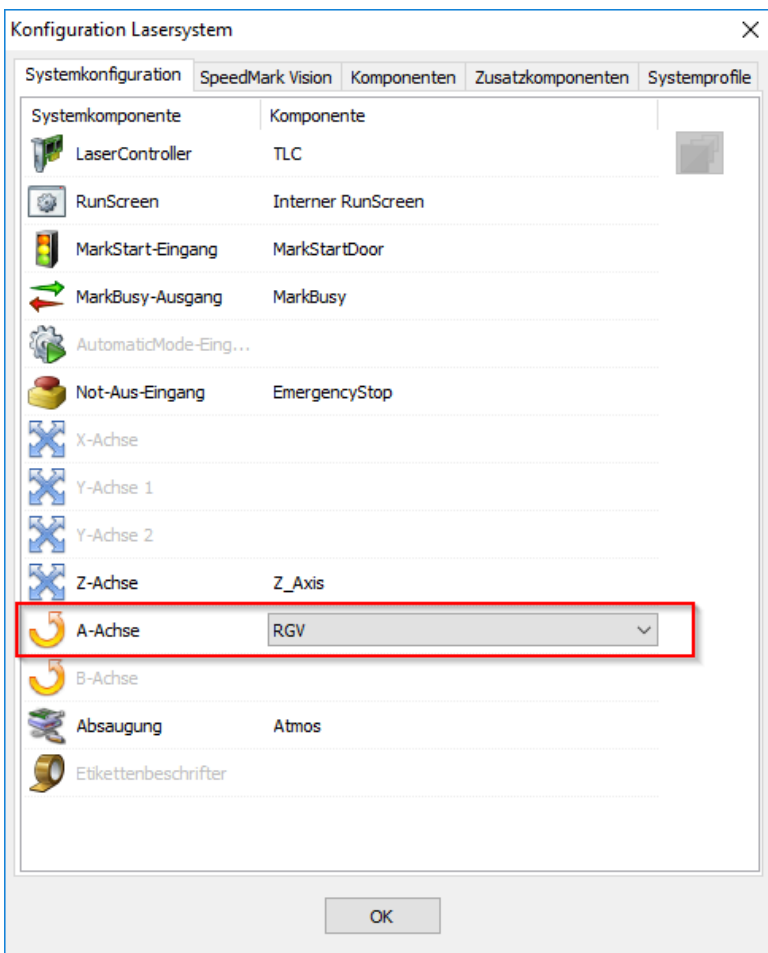 Konfiguration Lasersystem
Systemkonfiguration SpeedMark Vision Komponenten Zusatzkomponenten Systemprofile
Systemkomponente Komponente
LaserController TLC
RunScreen Interner RunScreen
MarkStart-Eingang MarkStartDoor
MarkBusy-Ausgang MarkBusy
AutomaticMode-Eing...
Not-Aus-Eingang EmergencyStop
X-Achse
Y-Achse 1
Y-Achse 2
Z-Achse Z_Axis
A-Achse RGV
B-Achse
Absaugung Atmos
Etikettenbeschrifter
OK